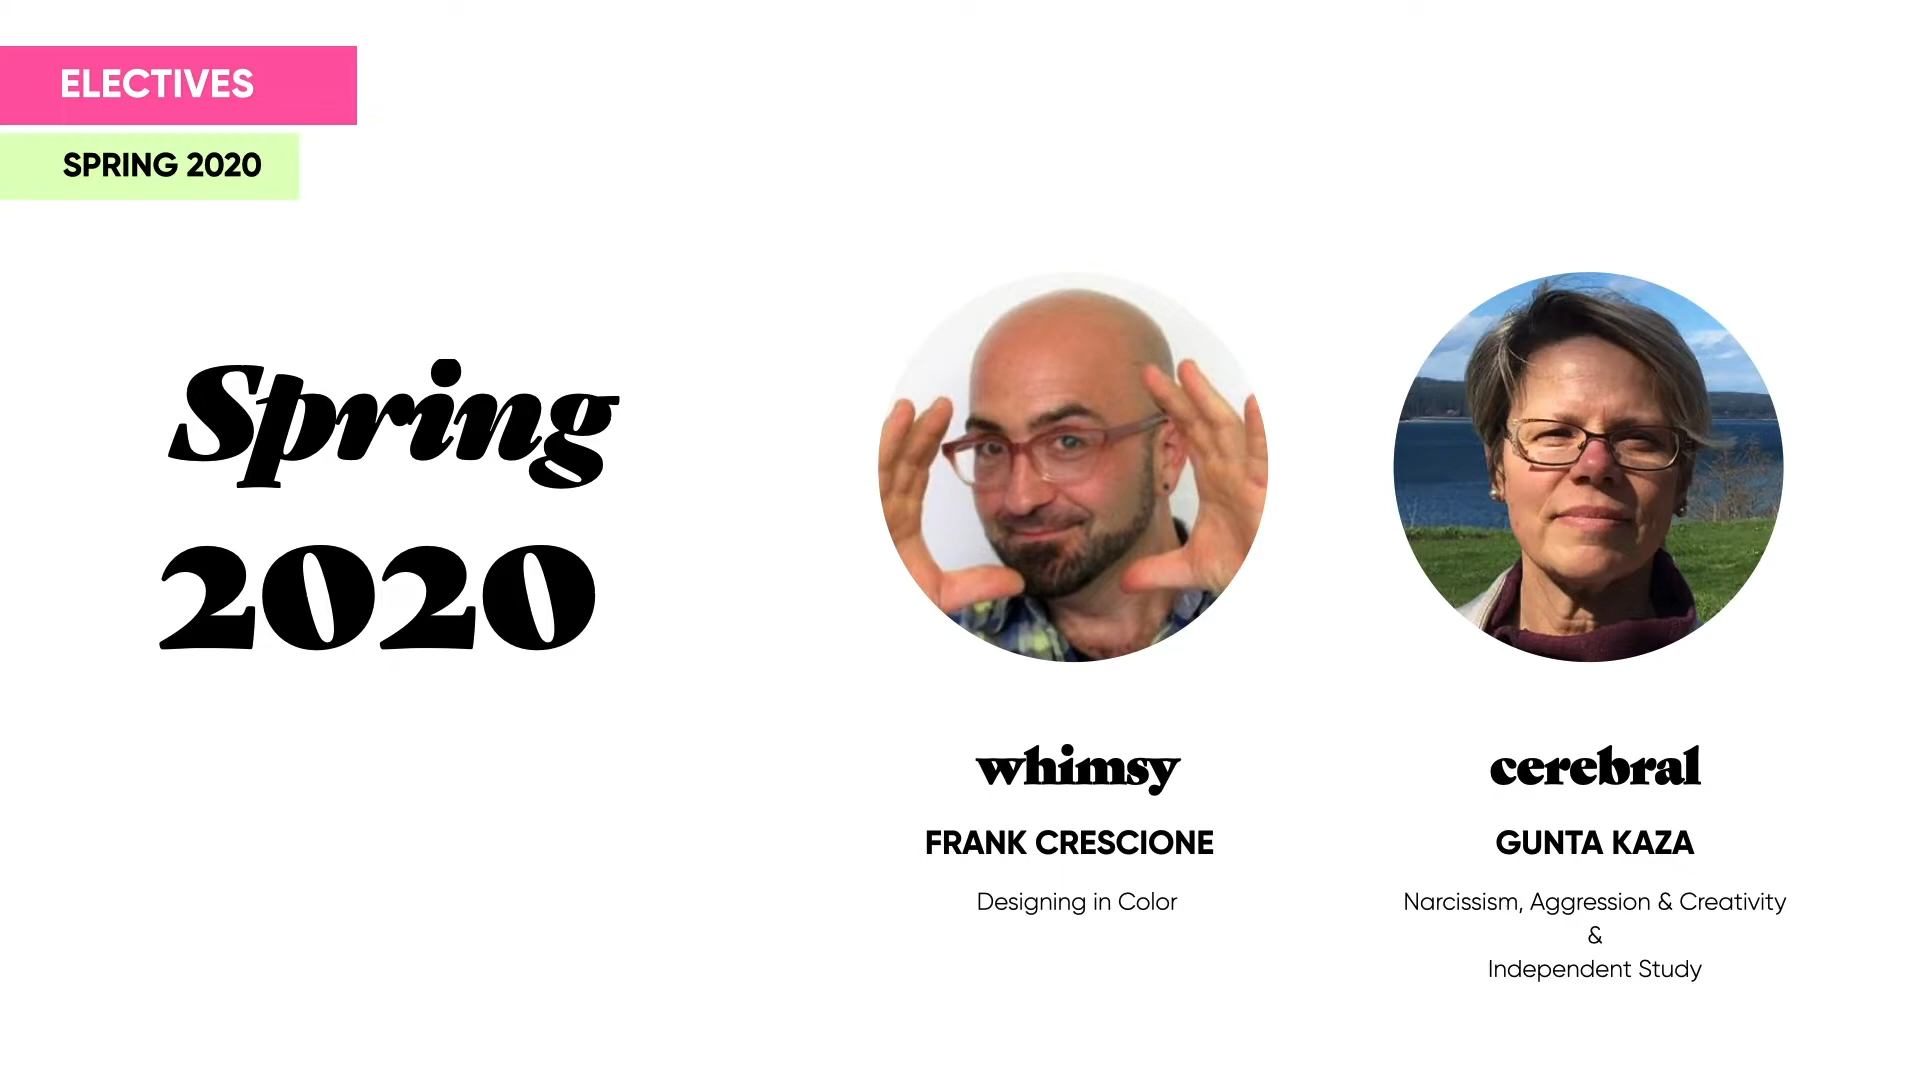 ELECTIVES
SPRING 2020
Spring
2020
whimsy
FRANK CRESCIONE
Designing in Color
cerebral
GUNTA KAZA
Narcissism, Aggression & Creativity
&
Independent Study